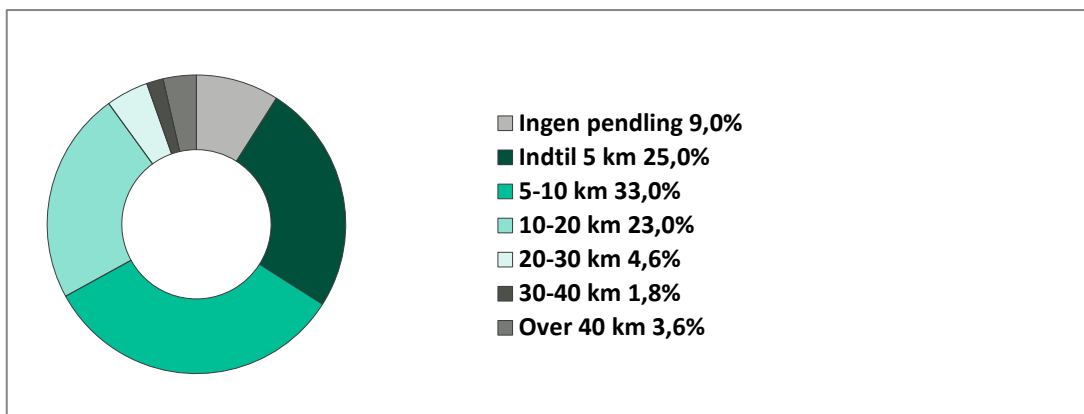 Ingen pendling 9,0%
Indtil 5 km 25,0%
5-10 km 33,0%
10-20 km 23,0%
20-30 km 4,6%
30-40 km 1,8%
Over 40 km 3,6%